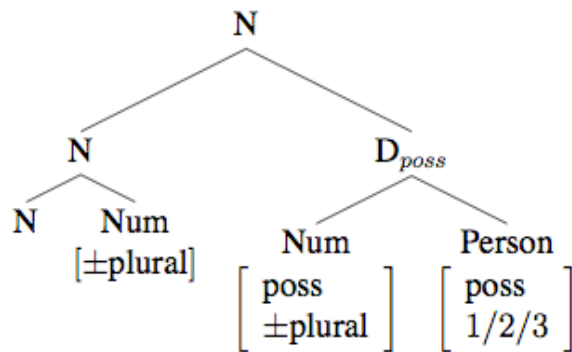 N
N D_poss
N Num Num Person
[±plural] [ poss ] [ poss ]
[ ±plural ] [ 1/2/3 ]